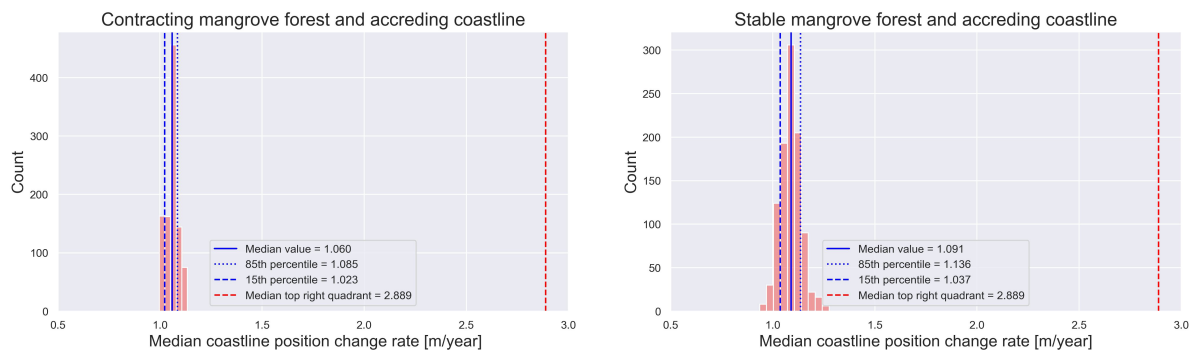 Contracting mangrove forest and accreding coastline
Count
400
300
200
100
0
Median value = 1.060
85th percentile = 1.085
15th percentile = 1.023
Median top right quadrant = 2.889
0.5 1.0 1.5 2.0 2.5 3.0
Median coastline position change rate [m/year]
Stable mangrove forest and accreding coastline
Count
300
250
200
150
100
50
0
Median value = 1.091
85th percentile = 1.136
15th percentile = 1.037
Median top right quadrant = 2.889
0.5 1.0 1.5 2.0 2.5 3.0
Median coastline position change rate [m/year]